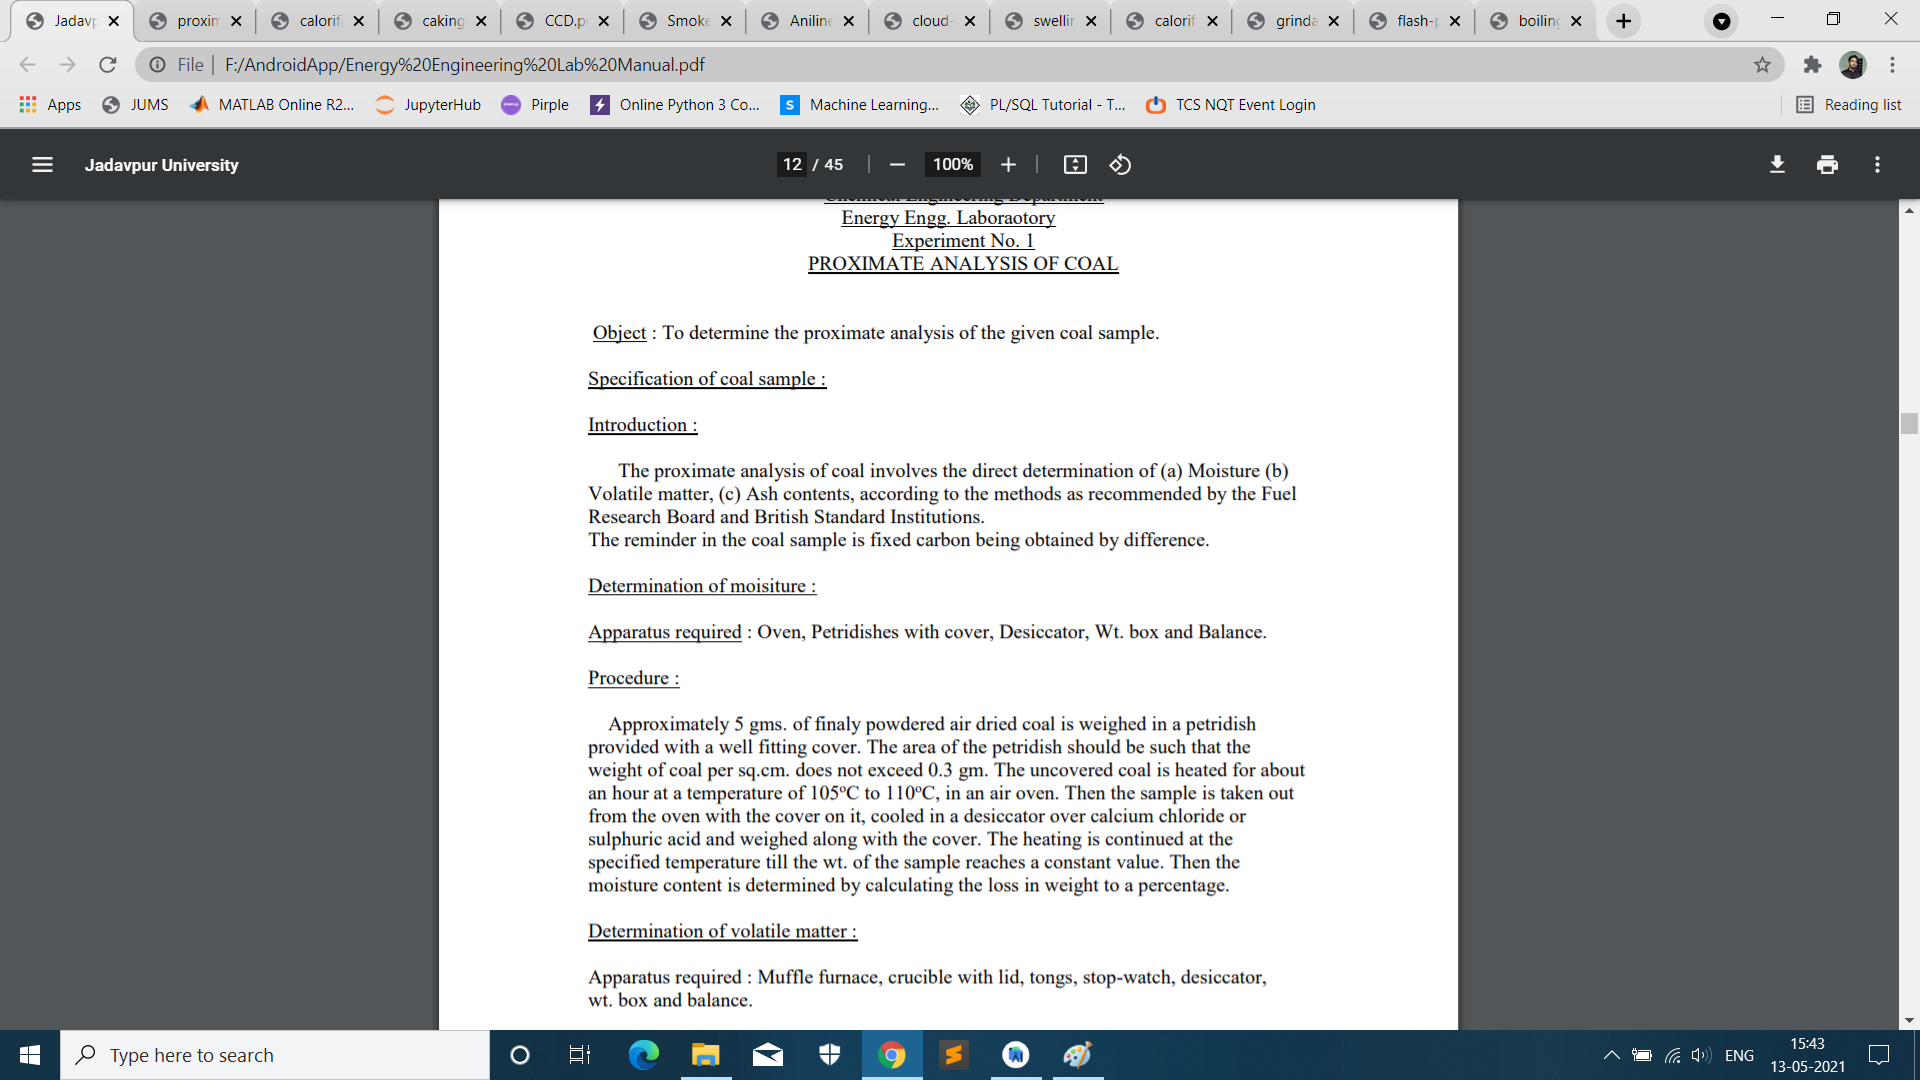 Jadavp
proxim
calorifi
caking
CCD.p
Smoke
Aniline
cloud-
swellin
calorif
grinda
flash-p
boiling
File | F:/AndroidApp/Energy%20Engineering%20Lab%20Manual.pdf
Apps JUMS MATLAB Online R2... JupyterHub Pirple Online Python 3 Co... S Machine Learning... PL/SQL Tutorial - T... TCS NQT Event Login Reading list
Jadavpur University 12 / 45 100%
Chemical Engineering Department
Energy Engg. Laboraotory
Experiment No. 1
PROXIMATE ANALYSIS OF COAL
Object : To determine the proximate analysis of the given coal sample.
Specification of coal sample :
Introduction :
The proximate analysis of coal involves the direct determination of (a) Moisture (b)
Volatile matter, (c) Ash contents, according to the methods as recommended by the Fuel
Research Board and British Standard Institutions.
The reminder in the coal sample is fixed carbon being obtained by difference.
Determination of moisiture :
Apparatus required : Oven, Petridishes with cover, Desiccator, Wt. box and Balance.
Procedure :
Approximately 5 gms. of finaly powdered air dried coal is weighed in a petridish
provided with a well fitting cover. The area of the petridish should be such that the
weight of coal per sq.cm. does not exceed 0.3 gm. The uncovered coal is heated for about
an hour at a temperature of 105ºC to 110ºC, in an air oven. Then the sample is taken out
from the oven with the cover on it, cooled in a desiccator over calcium chloride or
sulphuric acid and weighed along with the cover. The heating is continued at the
specified temperature till the wt. of the sample reaches a constant value. Then the
moisture content is determined by calculating the loss in weight to a percentage.
Determination of volatile matter :
Apparatus required : Muffle furnace, crucible with lid, tongs, stop-watch, desiccator,
wt. box and balance.
Type here to search
ENG
15:43
13-05-2021